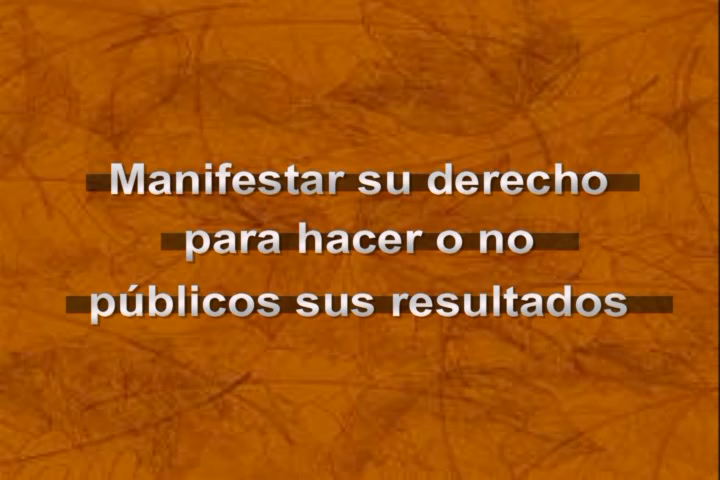 Manifestar su derecho
para hacer o no
públicos sus resultados